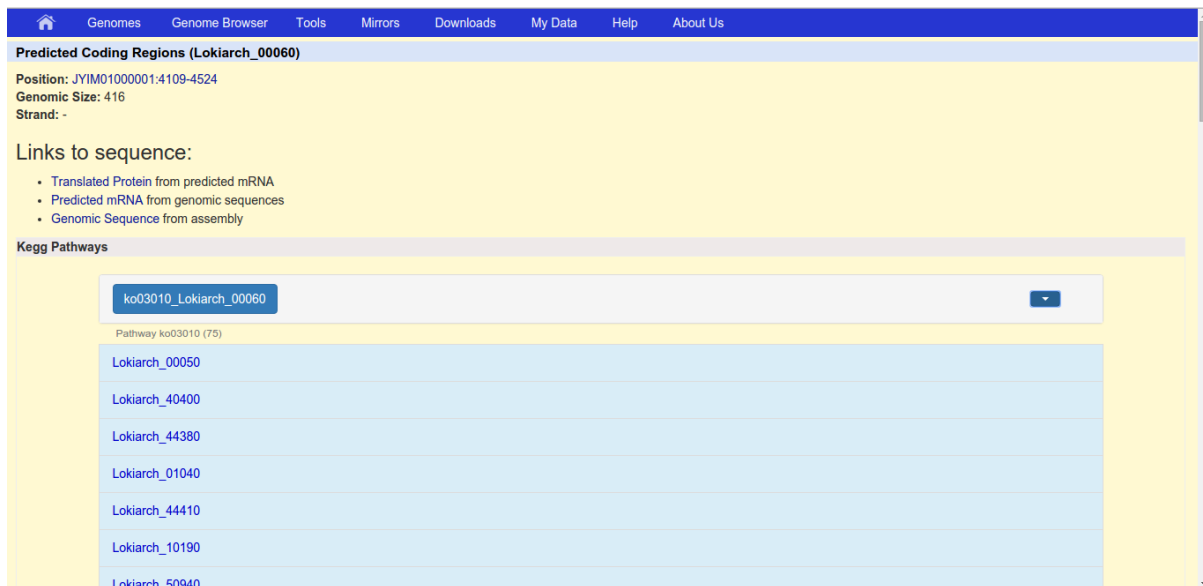 Genomes Genome Browser Tools Mirrors Downloads My Data Help About Us
Predicted Coding Regions (Lokiarch_00060)
Position: JYIM01000001:4109-4524
Genomic Size: 416
Strand: -
Links to sequence:
• Translated Protein from predicted mRNA
• Predicted mRNA from genomic sequences
• Genomic Sequence from assembly
Kegg Pathways
ko03010_Lokiarch_00060
Pathway ko03010 (75)
Lokiarch_00050
Lokiarch_40400
Lokiarch_44380
Lokiarch_01040
Lokiarch_44410
Lokiarch_10190
Lokiarch_50940